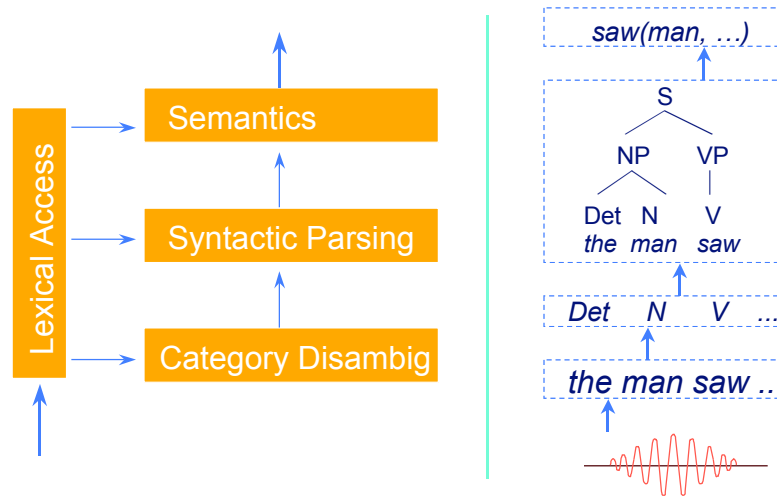 Lexical Access
Semantics
Syntactic Parsing
Category Disambig
saw(man, …)
S
NP VP
Det N V
the man saw
Det N V ...
the man saw ..